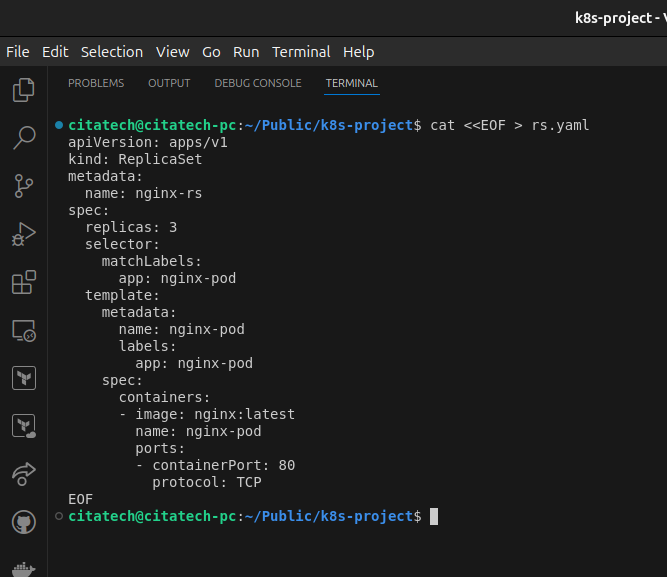 k8s-project - V
File Edit Selection View Go Run Terminal Help
PROBLEMS OUTPUT DEBUG CONSOLE TERMINAL
citatech@citatech-pc:~/Public/k8s-project$ cat <<EOF > rs.yaml
apiVersion: apps/v1
kind: ReplicaSet
metadata:
  name: nginx-rs
spec:
  replicas: 3
  selector:
    matchLabels:
      app: nginx-pod
  template:
    metadata:
      name: nginx-pod
      labels:
        app: nginx-pod
    spec:
      containers:
      - image: nginx:latest
        name: nginx-pod
        ports:
        - containerPort: 80
          protocol: TCP
EOF
citatech@citatech-pc:~/Public/k8s-project$